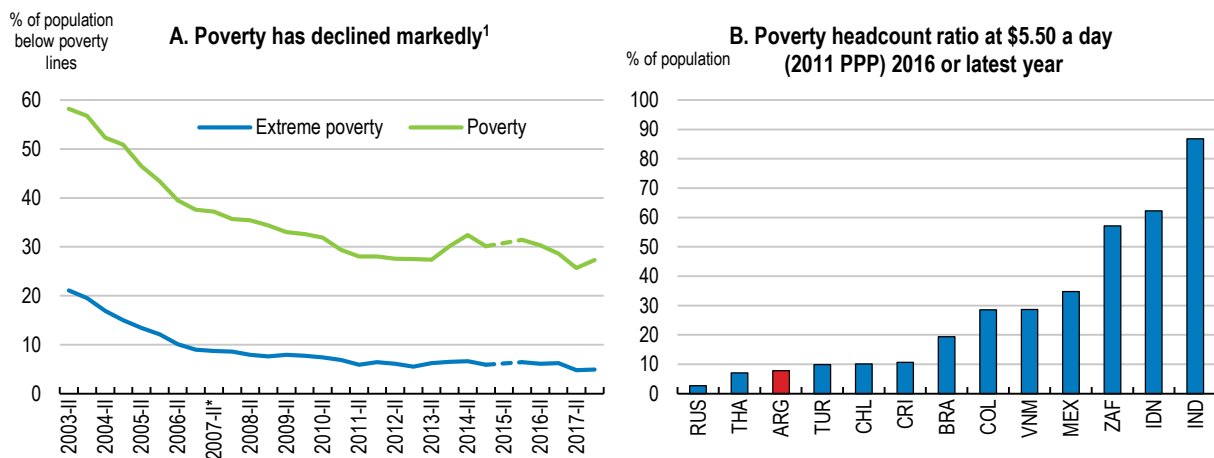 % of population
below poverty
lines
A. Poverty has declined markedly1
60
50
40
30
20
10
0
Extreme poverty
Poverty
2003-II
2004-II
2005-II
2006-II
2007-II*
2008-II
2009-II
2010-II
2011-II
2012-II
2013-II
2014-II
2015-II
2016-II
2017-II
B. Poverty headcount ratio at $5.50 a day
(2011 PPP) 2016 or latest year
% of population
100
90
80
70
60
50
40
30
20
10
0
RUS
THA
ARG
TUR
CHL
CRI
BRA
COL
VNM
MEX
ZAF
IDN
IND